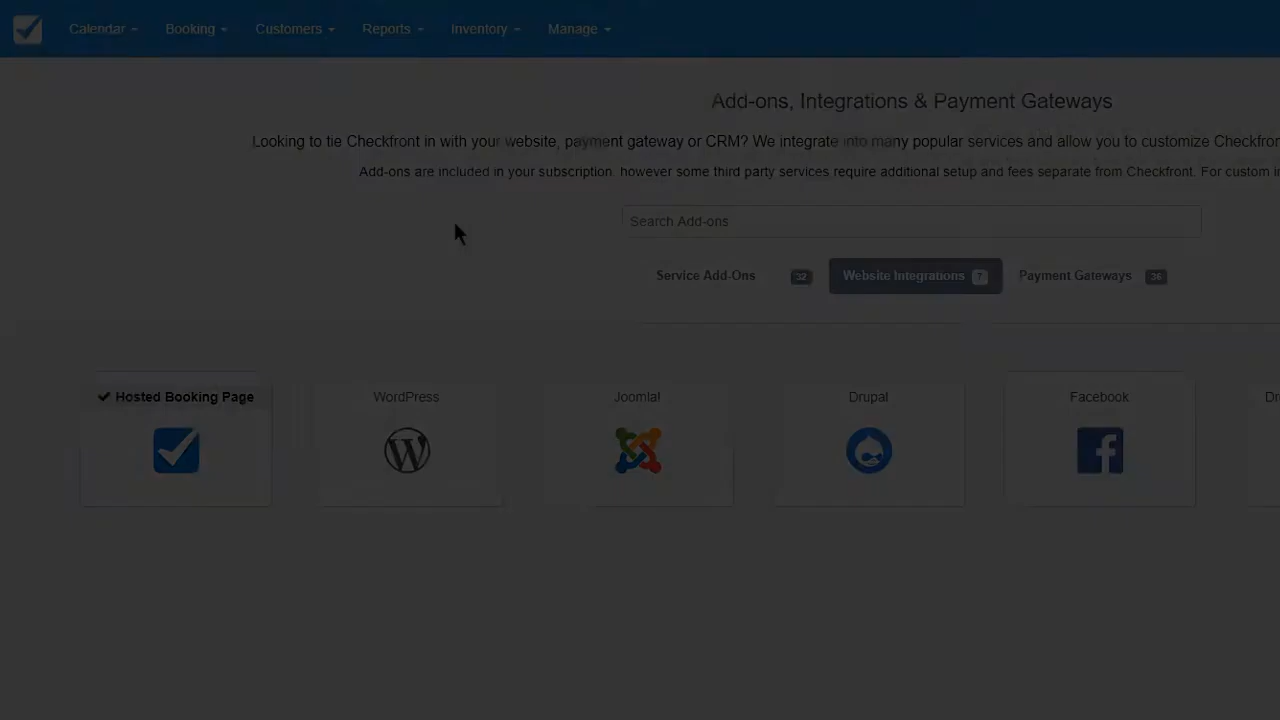 Calendar Booking Customers Reports Inventory Manage
Add-ons, Integrations & Payment Gateways
Looking to tie Checkfront in with your website, payment gateway or CRM? We integrate into many popular services and allow you to customize Checkfron
Add-ons are included in your subscription, however some third party services require additional setup and fees separate from Checkfront. For custom in
Search Add-ons
Service Add-Ons 32 Website Integrations 7 Payment Gateways 36
Hosted Booking Page WordPress Joomla! Drupal Facebook Dr